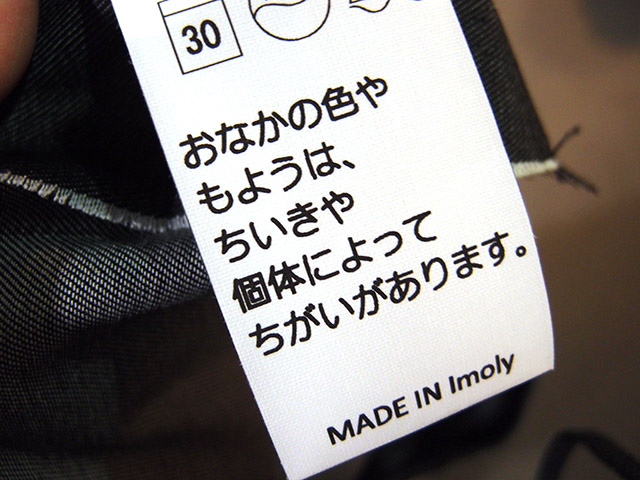 30
おなかの色や
もようは、
ちいきや
個体によって
ちがいがあります。
MADE IN Imoly